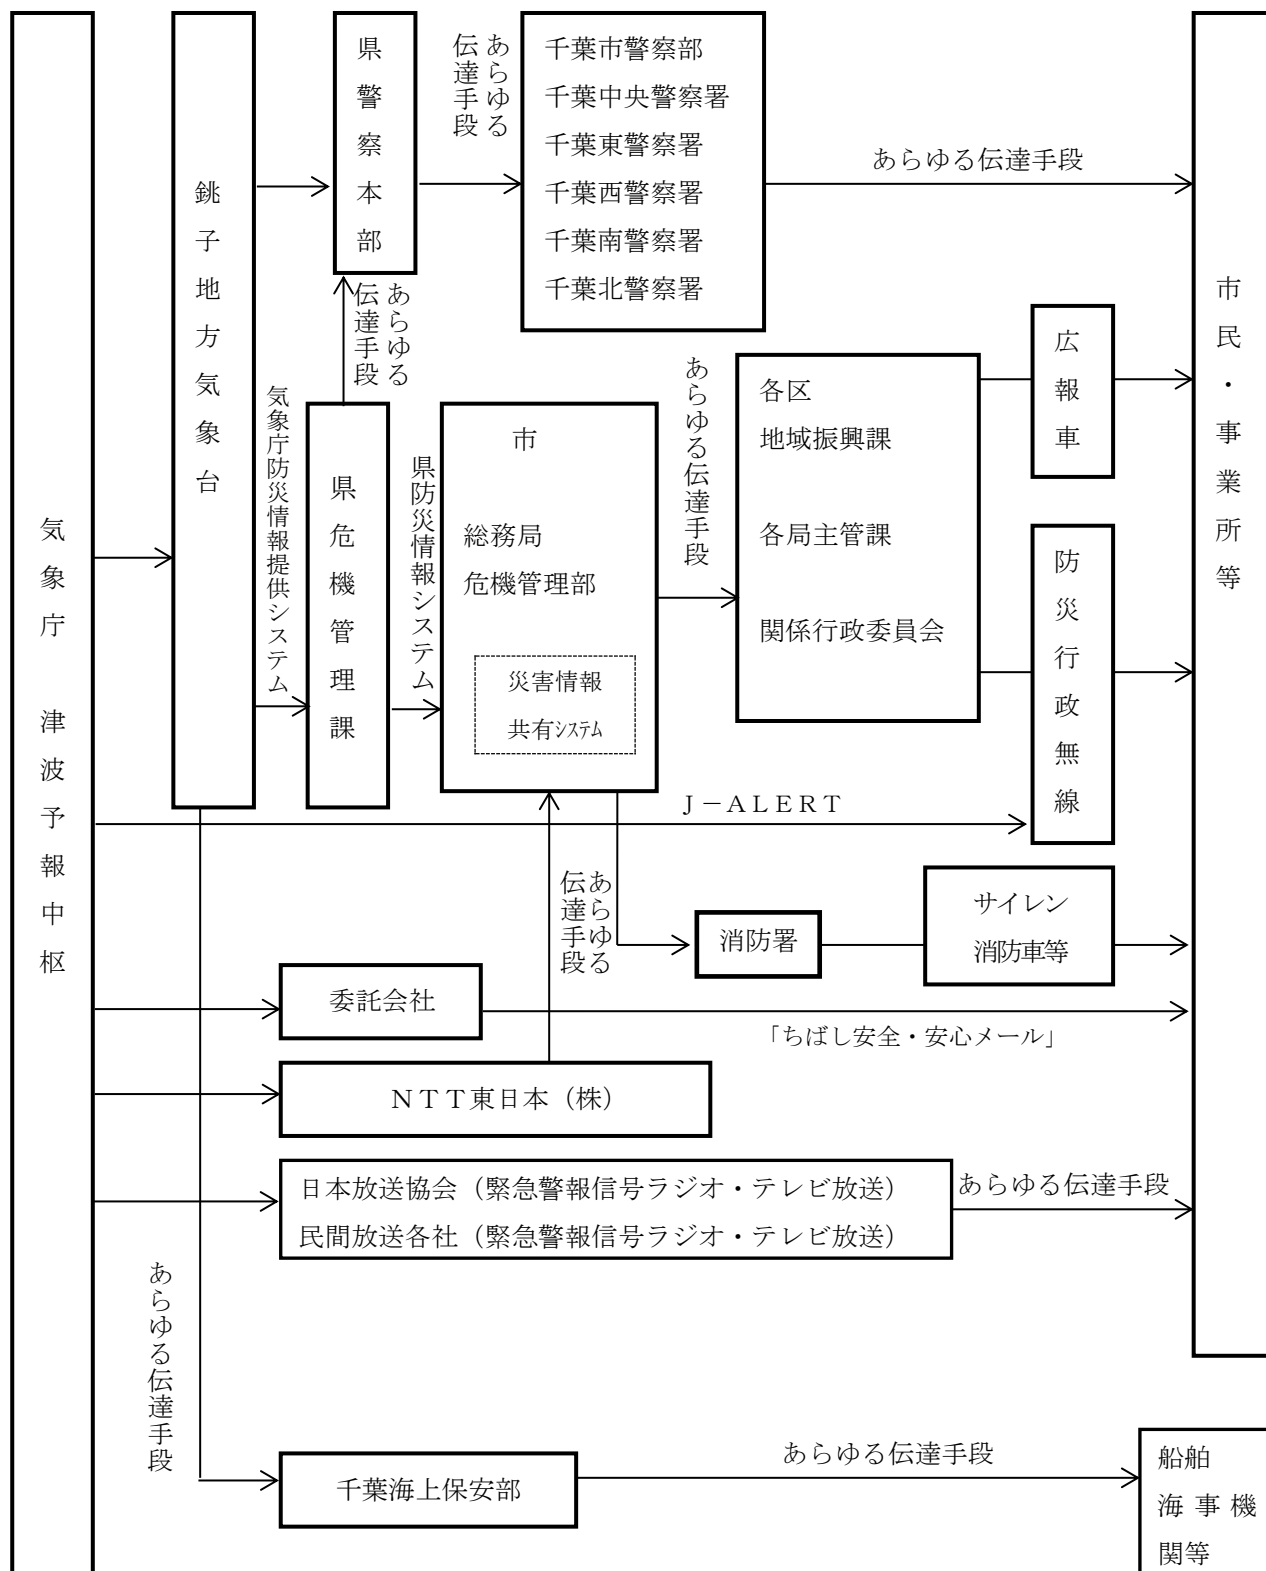 気象庁　津波予報中枢
銚子地方気象台
県警察本部
あらゆる
伝達手段
千葉市警察部
千葉中央警察署
千葉東警察署
千葉西警察署
千葉南警察署
千葉北警察署
あらゆる伝達手段
市民・事業所等
あらゆる
伝達手段
気象庁防災情報提供システム
県危機管理課
県防災情報システム
市
総務局
危機管理部
災害情報
共有システム
あらゆる伝達手段
各区
地域振興課
各局主管課
関係行政委員会
広報車
防災行政無線
Ｊ－ＡＬＥＲＴ
あらゆる
伝達手段
消防署
サイレン
消防車等
委託会社
「ちばし安全・安心メール」
ＮＴＴ東日本（株）
日本放送協会（緊急警報信号ラジオ・テレビ放送）
民間放送各社（緊急警報信号ラジオ・テレビ放送）
あらゆる伝達手段
あらゆる伝達手段
千葉海上保安部
あらゆる伝達手段
船舶
海事機
関等